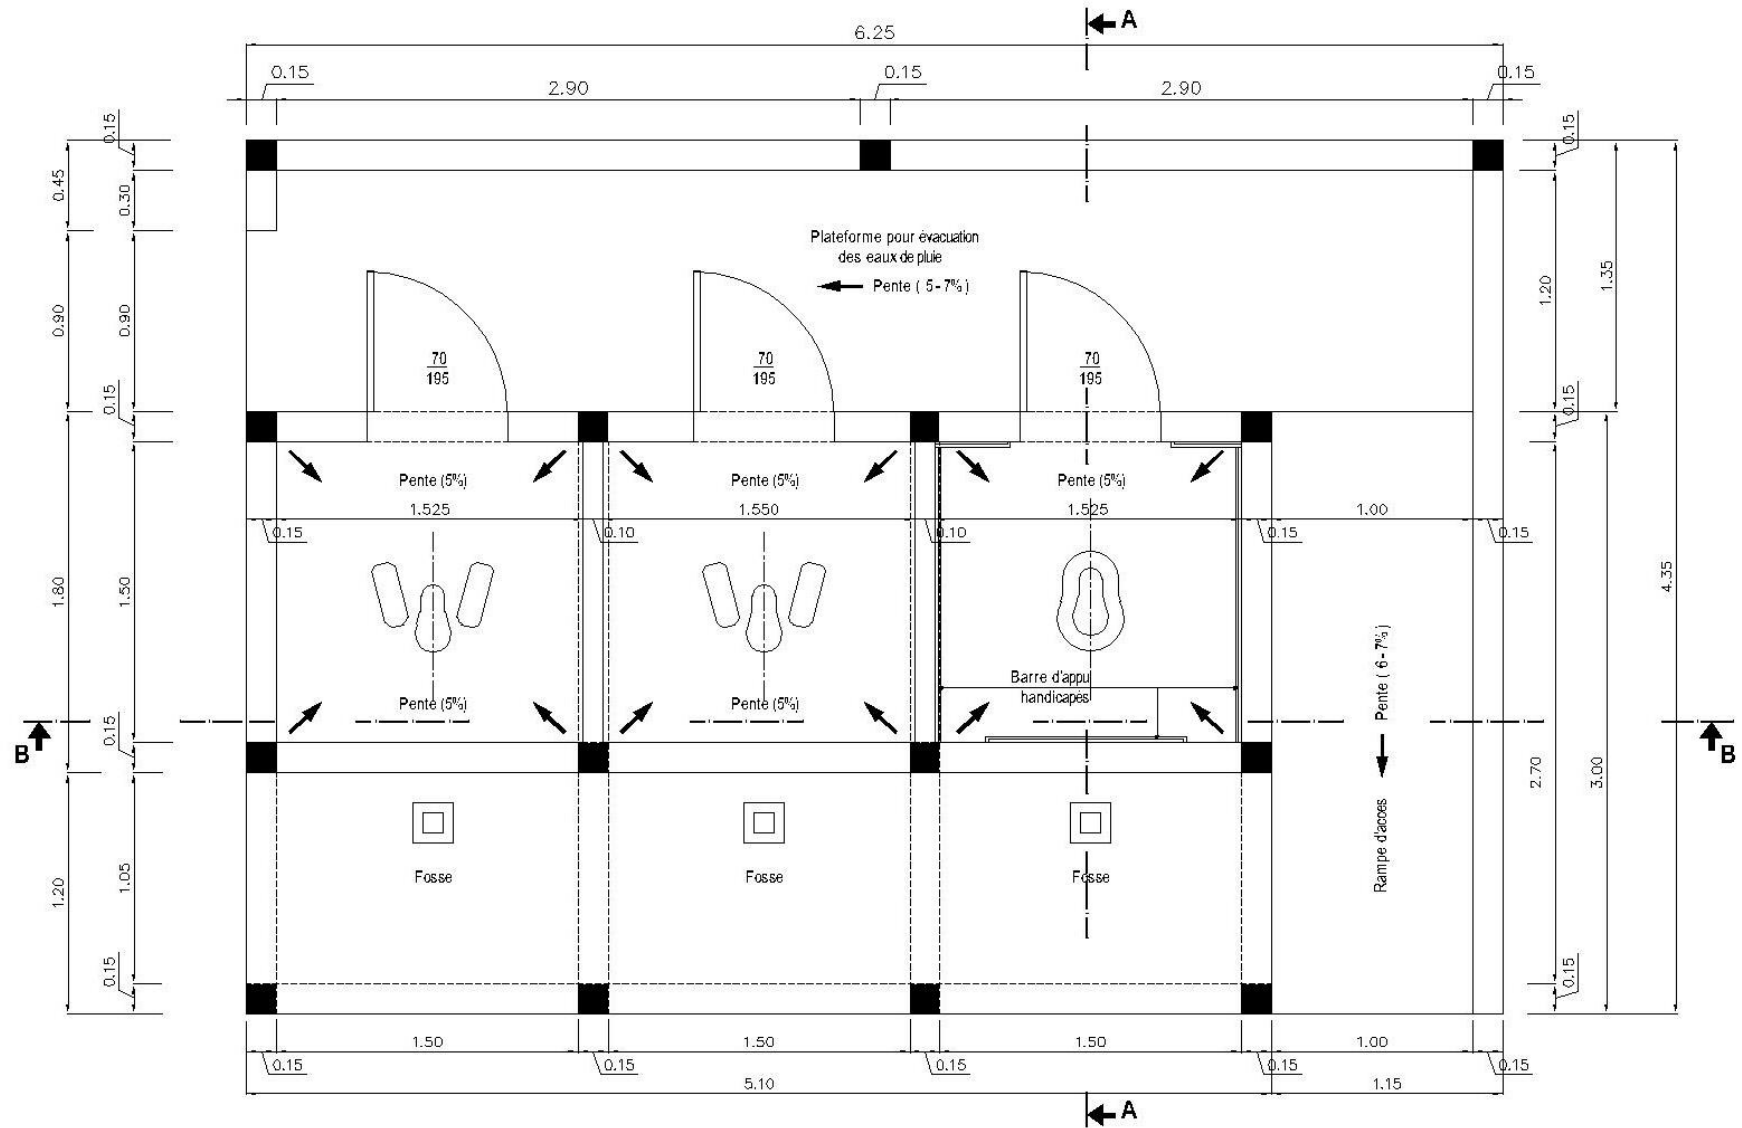 A
6.25
0.15
0.15
0.15
2.90
2.90
0.15
0.45
0.30
0.15
Plateforme pour évacuation
des eaux de pluie
Pente ( 5 - 7%)
0.90
0.90
1.20
1.35
70
195
70
195
70
195
0.15
0.15
Pente (5%)
Pente (5%)
Pente (5%)
1.525
1.550
1.525
1.00
0.15
0.10
0.10
0.15
0.15
1.80
1.50
4.35
Barre d'appu
handicapés
Pente (5%)
Pente (5%)
Pente ( 6 - 7%)
0.15
B
B
2.70
3.00
Rampe d'acces
Fosse
Fosse
Fosse
1.20
1.05
0.15
0.15
1.50
1.50
1.50
1.00
0.15
0.15
0.15
0.15
0.15
5.10
1.15
A